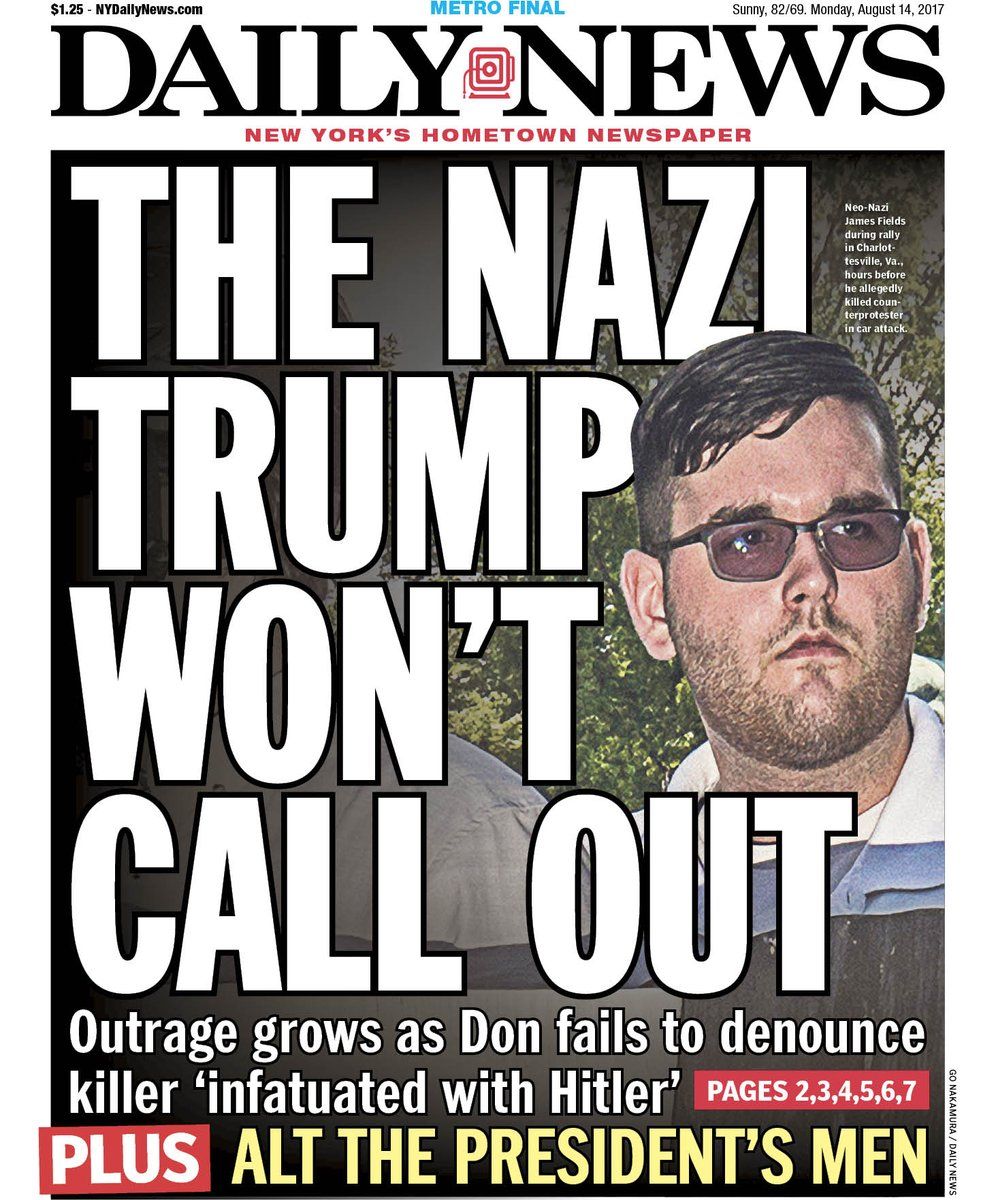 $1.25 - NYDailyNews.com
METRO FINAL
Sunny, 82/69. Monday, August 14, 2017
DAILY NEWS
NEW YORK'S HOMETOWN NEWSPAPER
THE NAZI
TRUMP
WON'T
CALL OUT
Neo-Nazi
James Fields
during rally
in Charlot-
tesville, Va.,
hours before
he allegedly
killed coun-
terprotester
in car attack.
Outrage grows as Don fails to denounce
killer ‘infatuated with Hitler’
PAGES 2,3,4,5,6,7
PLUS ALT THE PRESIDENT'S MEN
GO NAKAMURA / DAILY NEWS